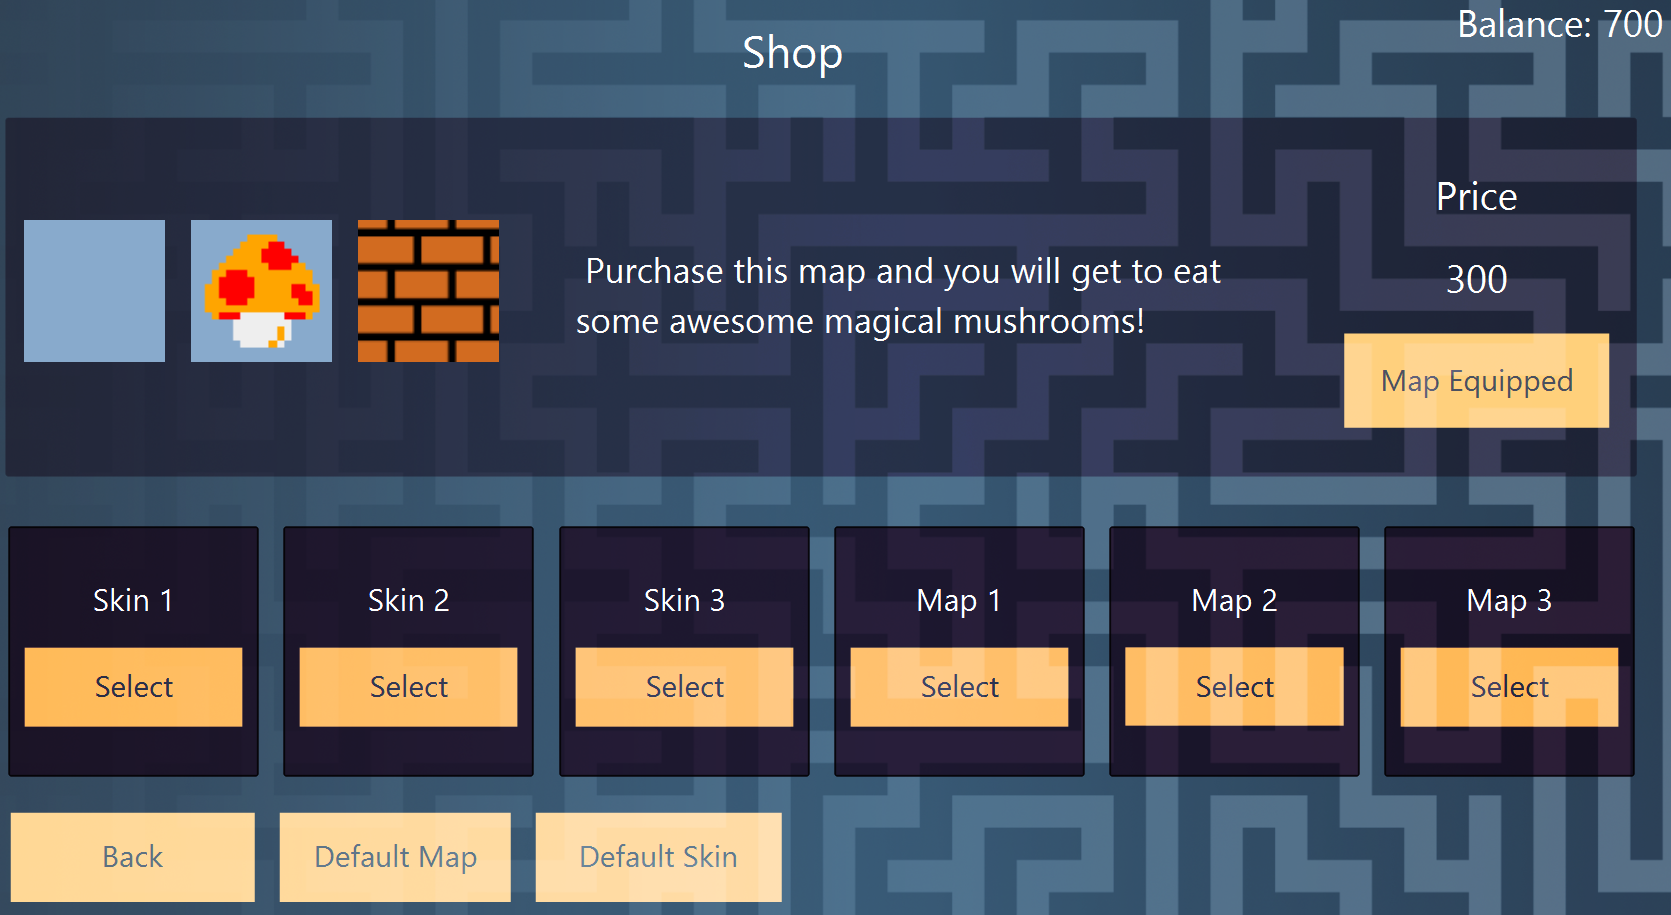 Balance: 700
Shop
Price
300
Purchase this map and you will get to eat
some awesome magical mushrooms!
Map Equipped
Skin 1
Skin 2
Skin 3
Map 1
Map 2
Map 3
Select
Select
Select
Select
Select
Select
Back
Default Map
Default Skin